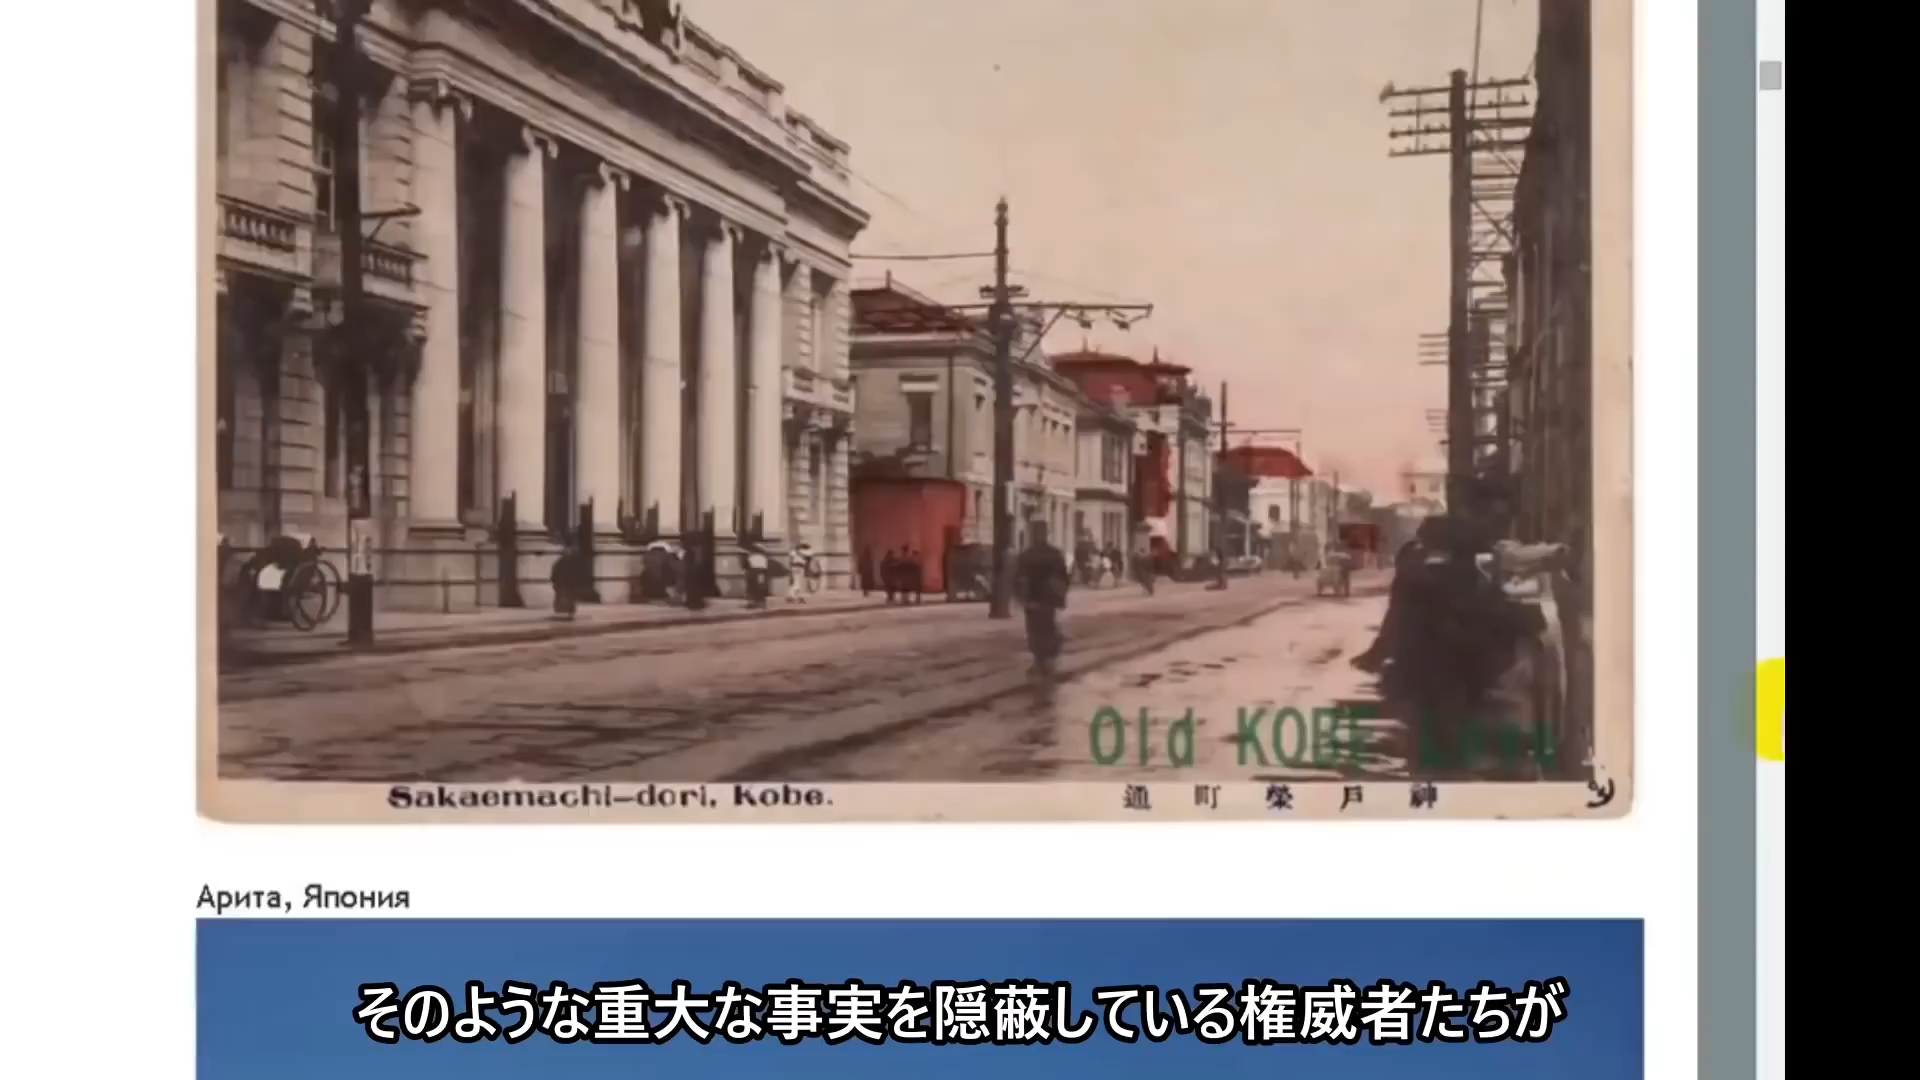 Old KOBE Love
Sakaemachi-dori, Kobe.
通町榮戸神
Арита, Япония
そのような重大な事実を隠蔽している権威者たちが